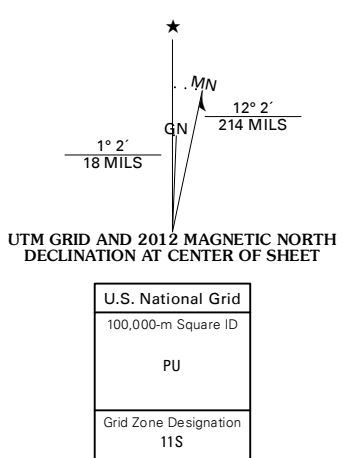 ★
MN
12° 2´
214 MILS
GN
1° 2´
18 MILS
UTM GRID AND 2012 MAGNETIC NORTH
DECLINATION AT CENTER OF SHEET
U.S. National Grid
100,000-m Square ID
PU
Grid Zone Designation
11S